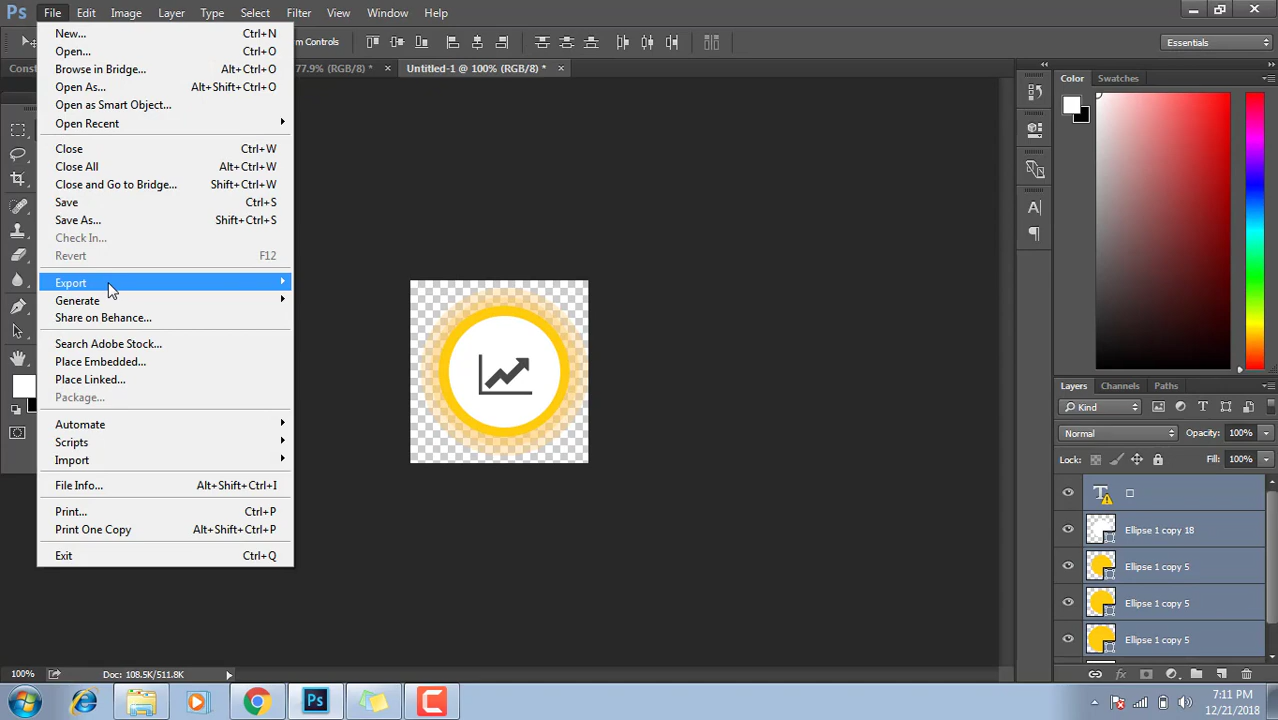 Ps File Edit Image Layer Type Select Filter View Window Help
m Controls Essentials
Cons 77.9% (RGB/8) * × Untitled-1 @ 100% (RGB/8) * ×
New... Ctrl+N
Open... Ctrl+O
Browse in Bridge... Alt+Ctrl+O
Open As... Alt+Shift+Ctrl+O
Open as Smart Object...
Open Recent
Close Ctrl+W
Close All Alt+Ctrl+W
Close and Go to Bridge... Shift+Ctrl+W
Save Ctrl+S
Save As... Shift+Ctrl+S
Check In...
Revert F12
Export
Generate
Share on Behance...
Search Adobe Stock...
Place Embedded...
Place Linked...
Package...
Automate
Scripts
Import
File Info... Alt+Shift+Ctrl+I
Print... Ctrl+P
Print One Copy Alt+Shift+Ctrl+P
Exit Ctrl+Q
Color Swatches
Layers Channels Paths
Kind
Normal Opacity: 100%
Lock: Fill: 100%
Ellipse 1 copy 18
Ellipse 1 copy 5
Ellipse 1 copy 5
Ellipse 1 copy 5
100% Doc: 108.5K/511.8K
Ps
7:11 PM
12/21/2018